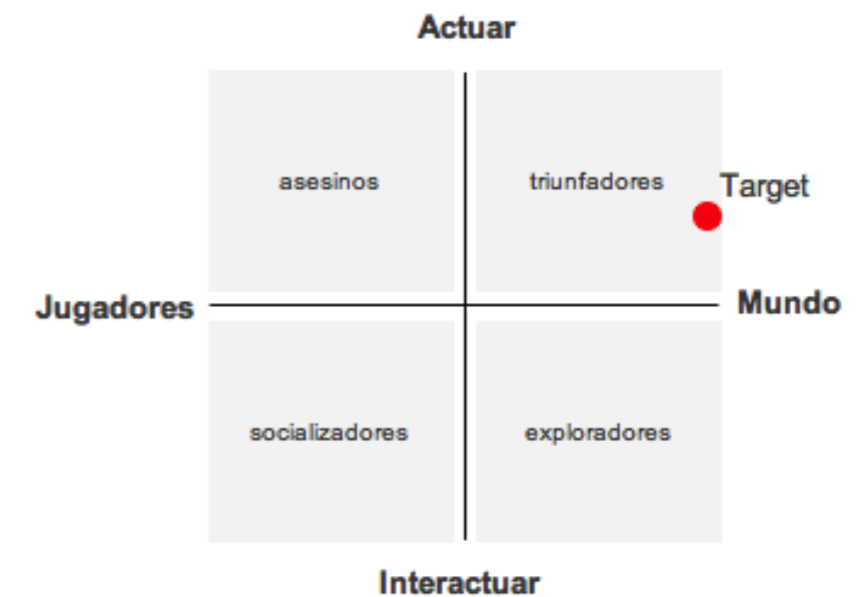 Actuar
asesinos
triunfadores
Target
Jugadores
Mundo
socializadores
exploradores
Interactuar